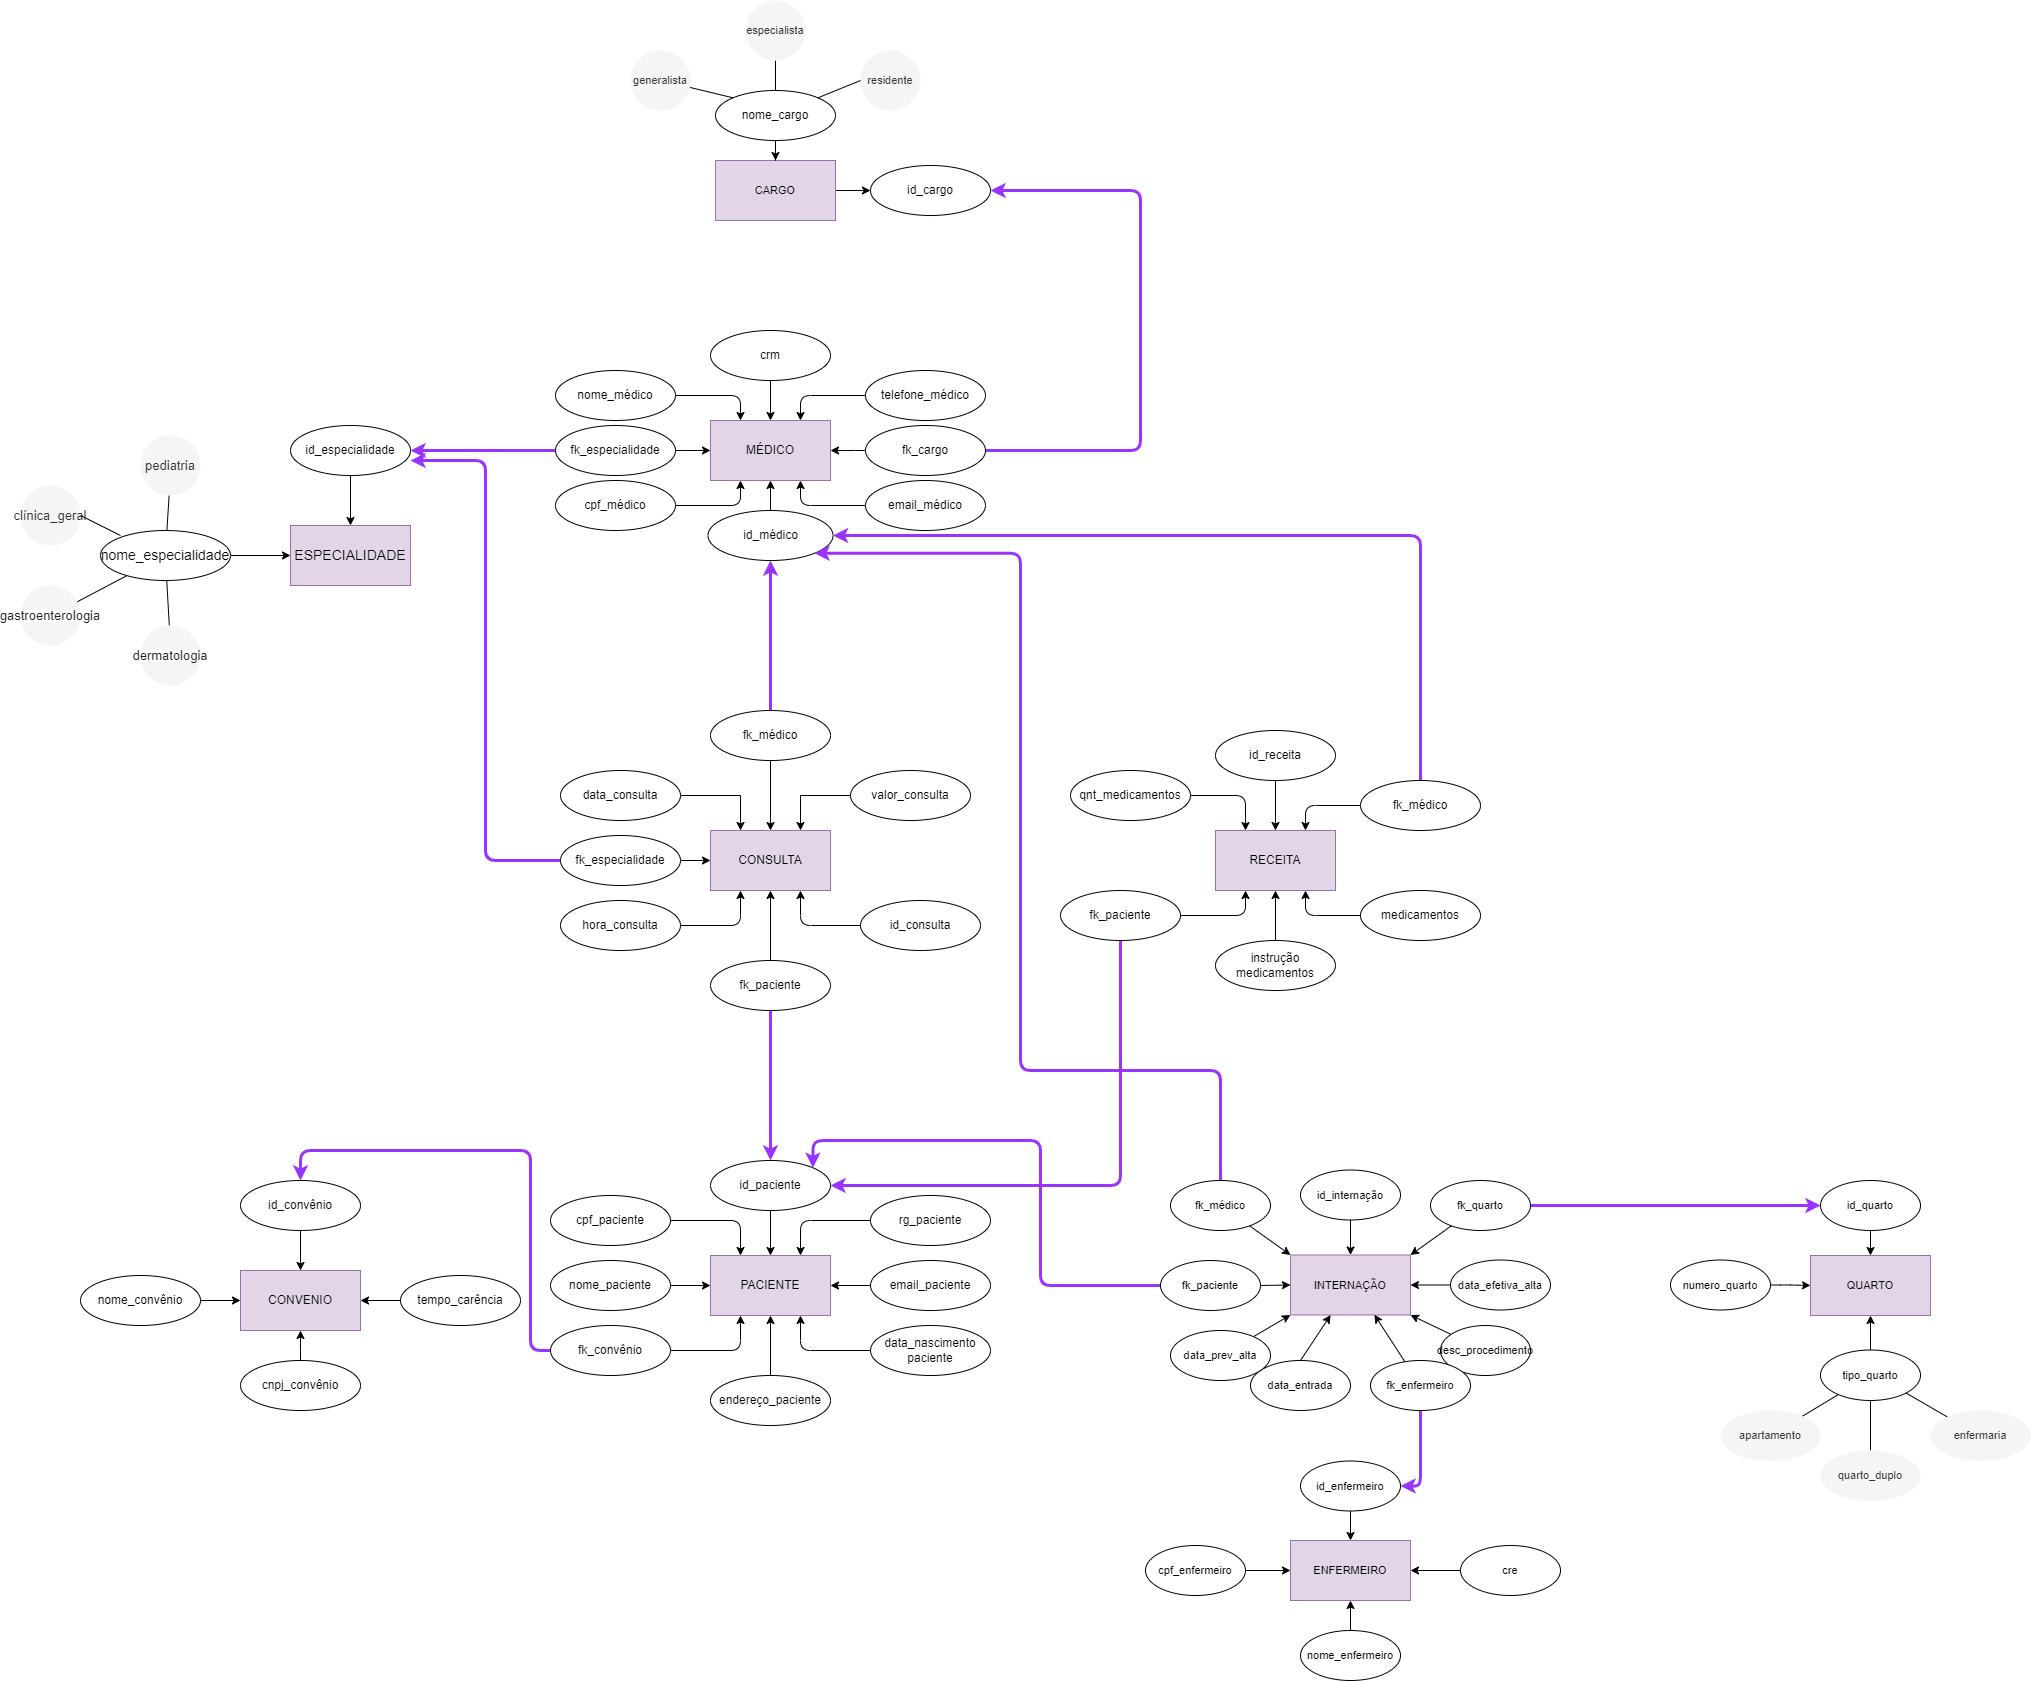 especialista
generalista
residente
nome_cargo
CARGO
id_cargo
crm
nome_médico
telefone_médico
id_especialidade
fk_especialidade
MÉDICO
fk_cargo
pediatria
cpf_médico
email_médico
clínica_geral
id_médico
nome_especialidade
ESPECIALIDADE
gastroenterologia
dermatologia
fk_médico
id_receita
data_consulta
valor_consulta
qnt_medicamentos
fk_médico
fk_especialidade
CONSULTA
RECEITA
hora_consulta
id_consulta
fk_paciente
medicamentos
fk_paciente
instrução
medicamentos
id_paciente
id_internação
id_convênio
fk_médico
fk_quarto
id_quarto
cpf_paciente
rg_paciente
nome_paciente
PACIENTE
email_paciente
fk_paciente
INTERNAÇÃO
data_efetiva_alta
numero_quarto
QUARTO
nome_convênio
CONVENIO
tempo_carência
fk_convênio
data_nascimento
paciente
data_prev_alta
desc_procedimento
tipo_quarto
cnpj_convênio
endereço_paciente
data_entrada
fk_enfermeiro
apartamento
enfermaria
quarto_duplo
id_enfermeiro
cpf_enfermeiro
ENFERMEIRO
cre
nome_enfermeiro